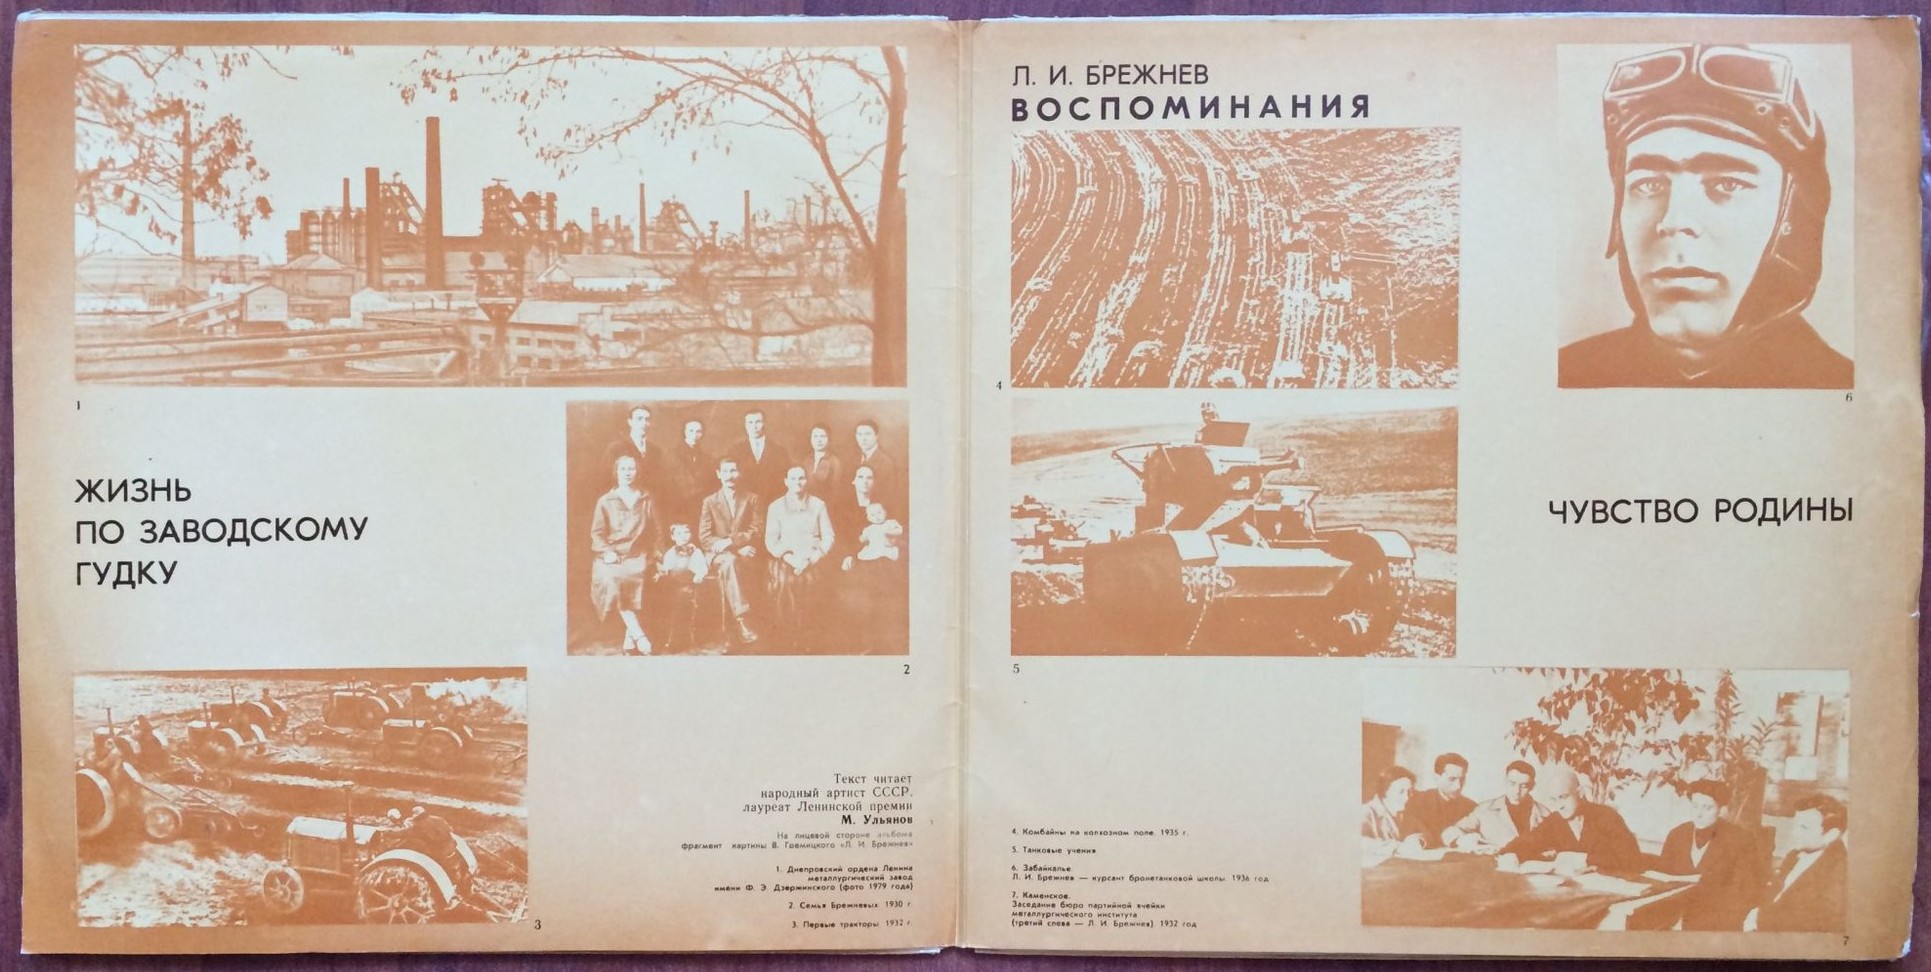 1
ЖИЗНЬ
ПО ЗАВОДСКОМУ
ГУДКУ
2
3
Текст читает
народный артист СССР,
лауреат Ленинской премии
М. Ульянов
На лицевой стороне альбома
фрагмент картины В. «Л. И. Брежнев»
1. Днепровский ордена Ленина
металлургический завод
имени Ф. Э. Дзержинского (фото 1979 года)
2. Семья Брежневых 1930 г
3. Первые тракторы 1932 г.
Л. И. БРЕЖНЕВ
ВОСПОМИНАНИЯ
4
6
5
ЧУВСТВО РОДИНЫ
4. Комбайны на колхозном поле. 1935 г.
5. Танковые учения
6. Забайкалье.
Л. И. Брежнев — курсант бронетанковой школы. 1936 год
7. Каменское.
Заседание бюро партийной ячейки
металлургического института
(третий слева — Л. И. Брежнев) 1932 год
7